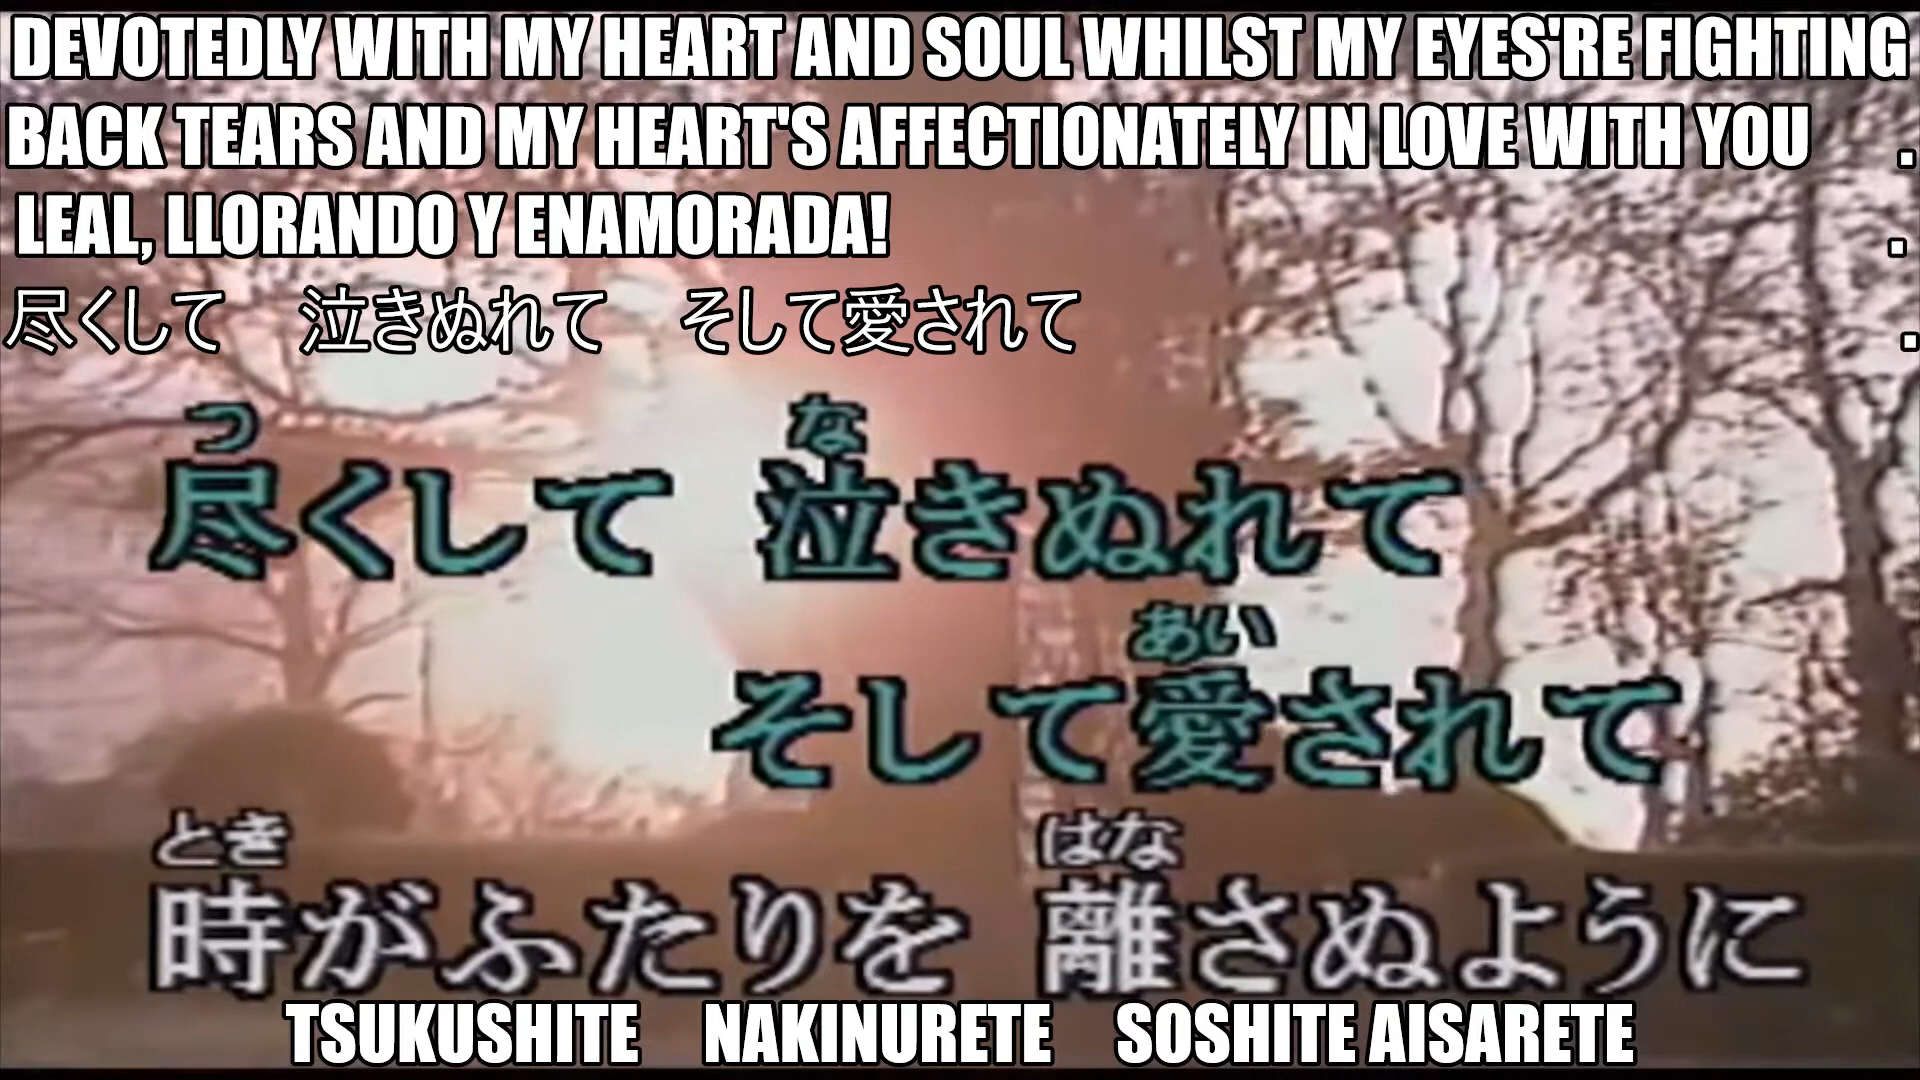 DEVOTEDLY WITH MY HEART AND SOUL WHILST MY EYES'RE FIGHTING
BACK TEARS AND MY HEART'S AFFECTIONATELY IN LOVE WITH YOU .
LEAL, LLORANDO Y ENAMORADA! .
尽くして 泣きぬれて そして愛されて .
つ な
尽くして 泣きぬれて
あい
そして愛されて
とき はな
時がふたりを 離さぬように
TSUKUSHITE NAKINURETE SOSHITE AISARETE